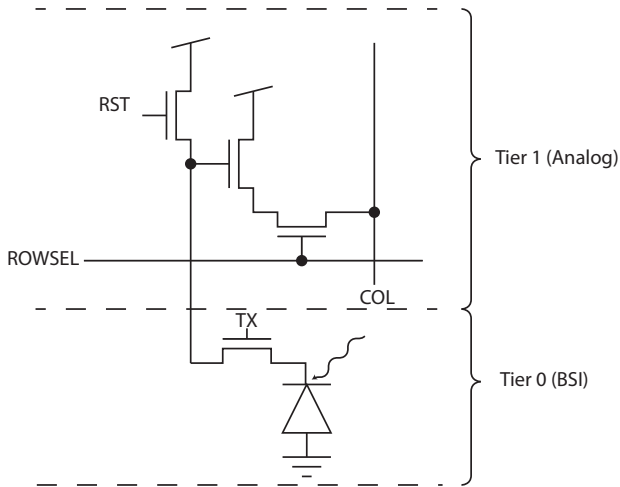 RST
Tier 1 (Analog)
ROWSEL
COL
TX
Tier 0 (BSI)